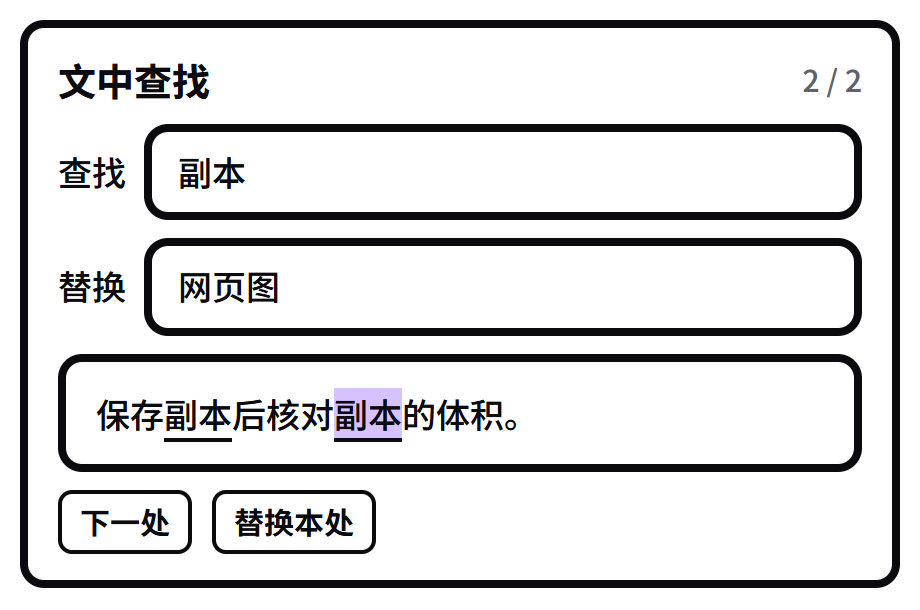 文中查找 2 / 2
查找 副本
替换 网页图
保存副本后核对副本的体积。
下一处 替换本处